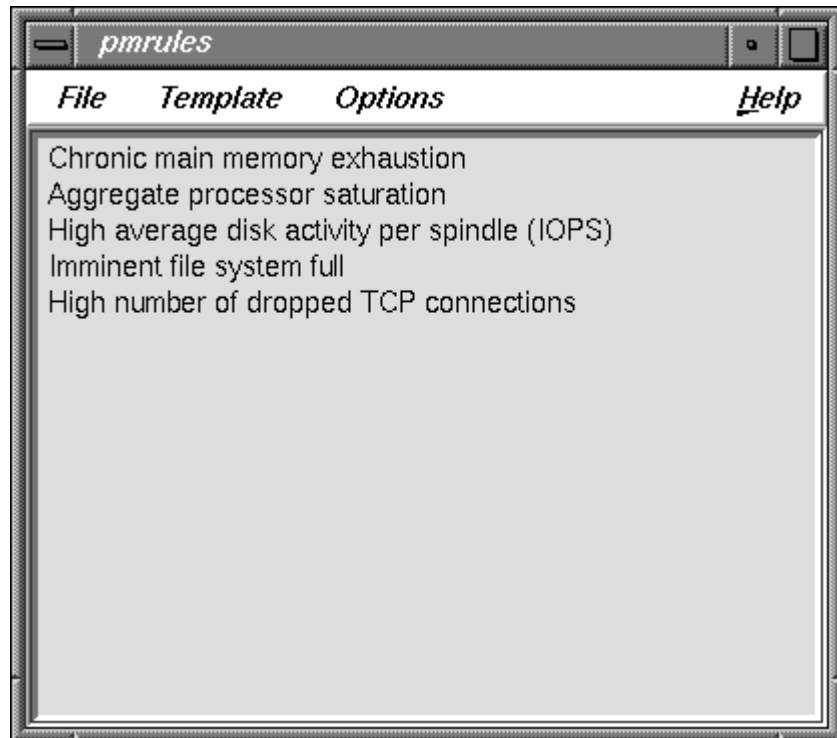 pmrules
File Template Options Help
Chronic main memory exhaustion
Aggregate processor saturation
High average disk activity per spindle (IOPS)
Imminent file system full
High number of dropped TCP connections